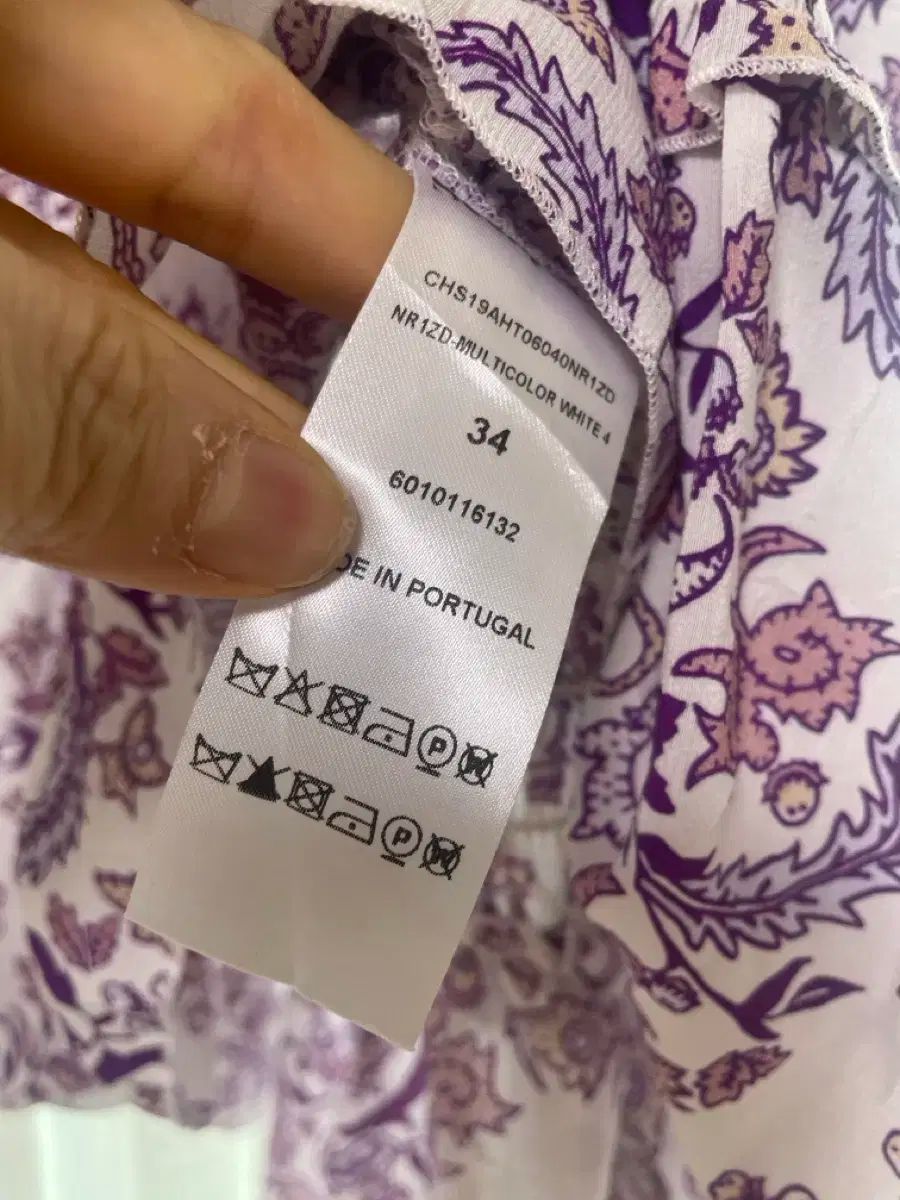 CHS19AHT06040NR1ZD
NR1ZD-MULTICOLOR WHITE 4
34
6010116132
DE IN PORTUGAL
P W
P W